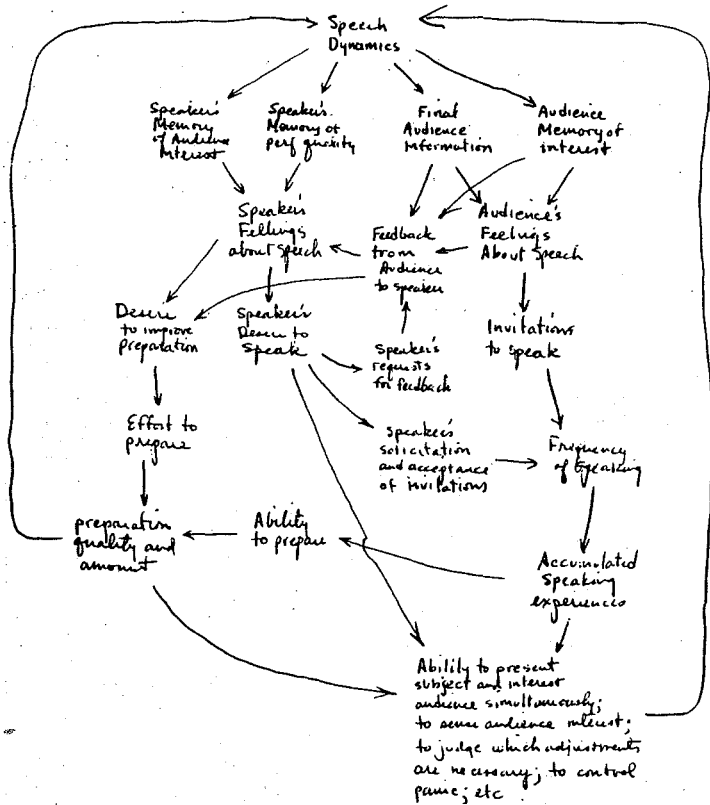 Speech
Dynamics
Speaker's
Memory
of Audience
Interest
Speaker's
Memory of
perf quality
Final
Audience
Information
Audience
Memory of
interest
Speaker's
Feelings
about speech
Feedback
from
Audience
to speaker
Audience's
Feelings
About Speech
Desire
to improve
preparation
Speaker's
Desire to
Speak
Speaker's
requests
for feedback
Invitations
to speak
Effort to
prepare
Speaker's
solicitation
and acceptance
of invitations
Frequency
of Speaking
preparation
quality and
amount
Ability
to prepare
Accumulated
Speaking
experiences
Ability to present
subject and interest
audience simultaneously;
to sense audience interest;
to judge which adjustments
are necessary; to control
panic; etc